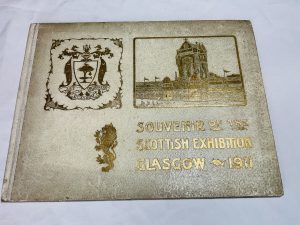 SOUVENIR OF THE
SCOTTISH EXHIBITION
GLASGOW 1911